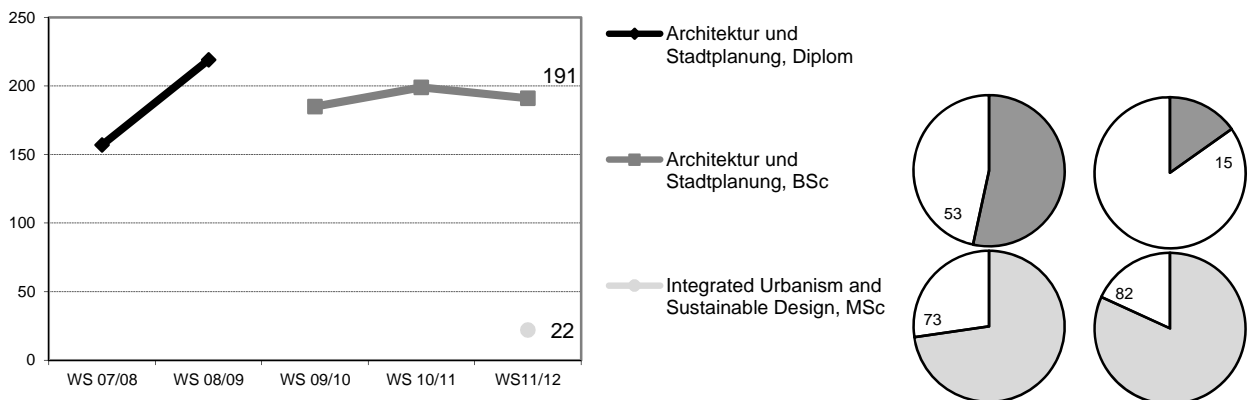 250
200
150
100
50
0
WS 07/08 WS 08/09 WS 09/10 WS 10/11 WS11/12
191
22
Architektur und
Stadtplanung, Diplom
Architektur und
Stadtplanung, BSc
Integrated Urbanism and
Sustainable Design, MSc
53
15
73
82